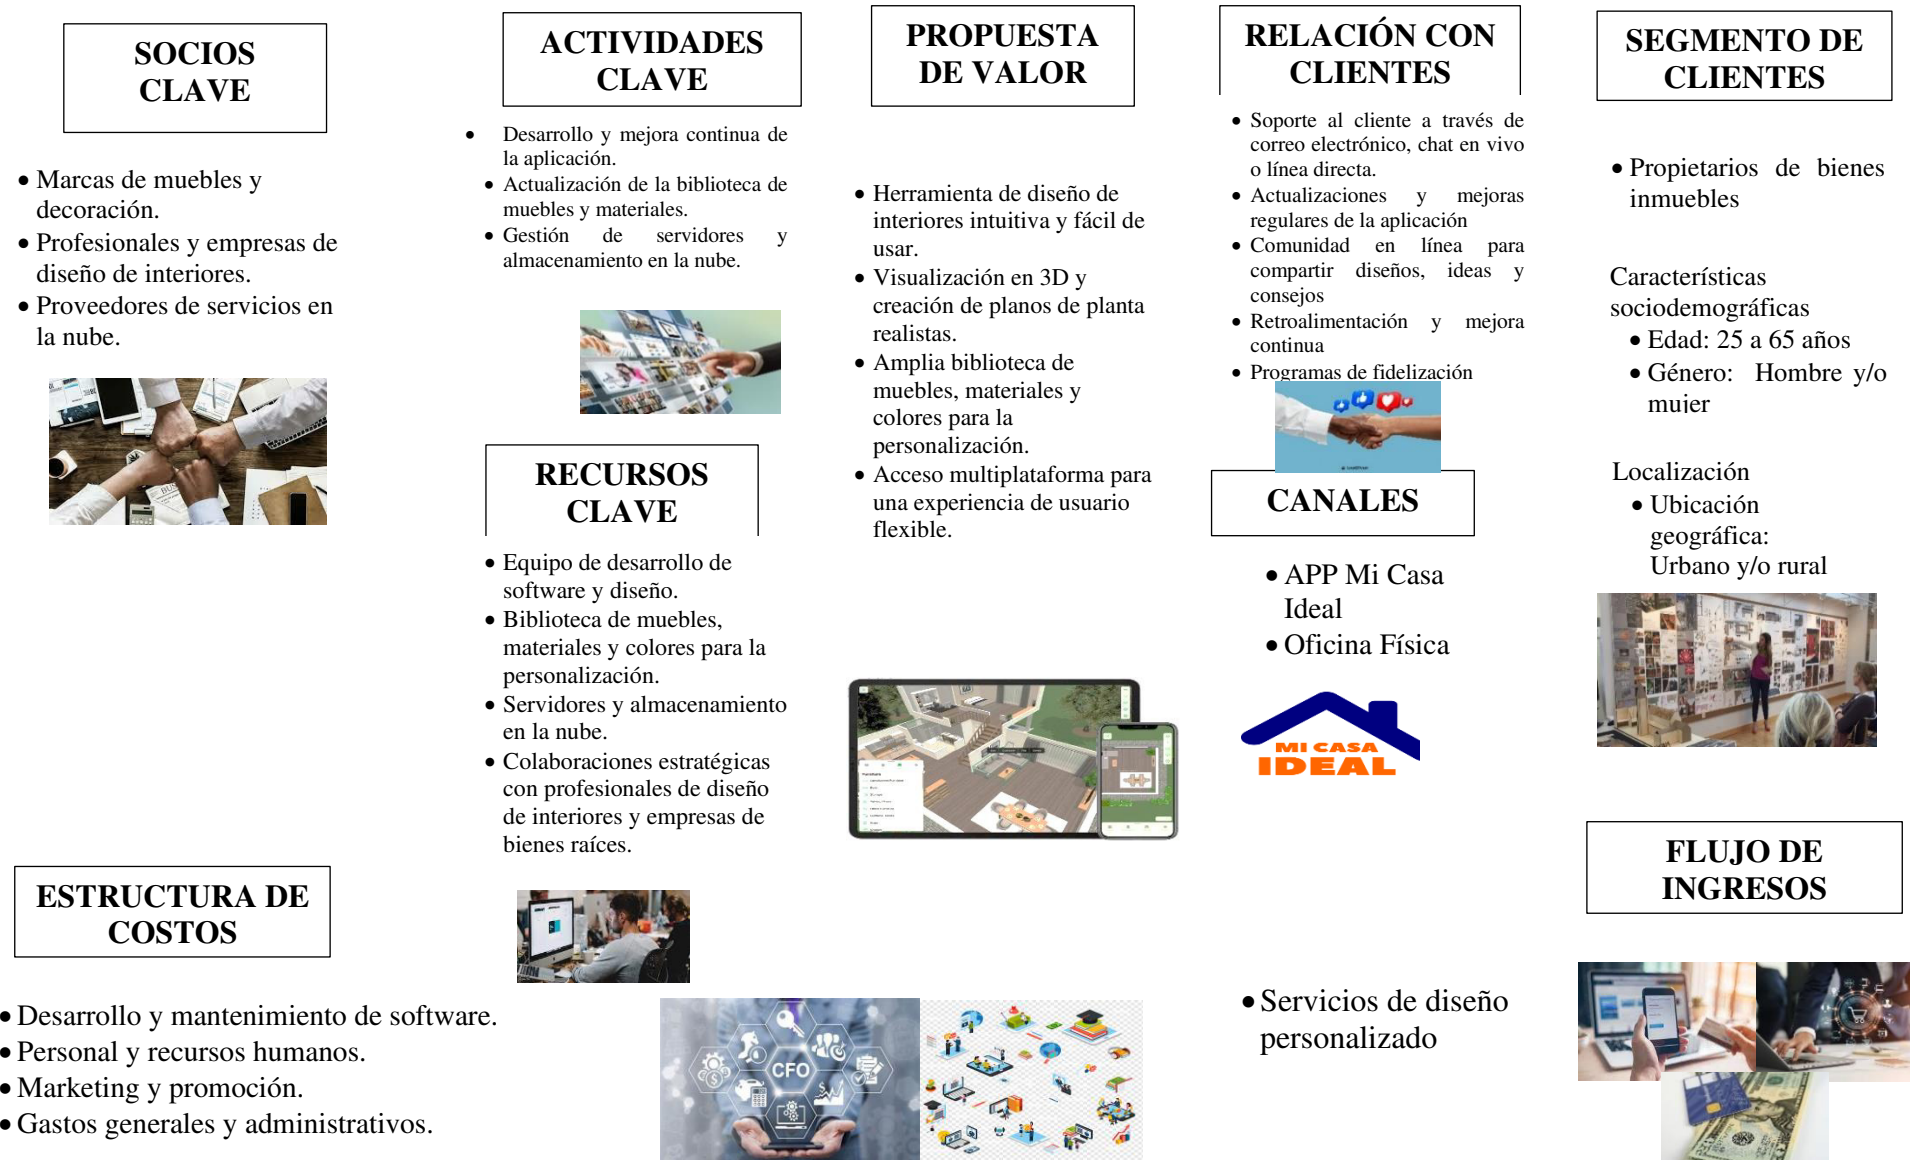 SOCIOS
CLAVE
• Marcas de muebles y
decoración.
• Profesionales y empresas de
diseño de interiores.
• Proveedores de servicios en
la nube.
ACTIVIDADES
CLAVE
• Desarrollo y mejora continua de
la aplicación.
• Actualización de la biblioteca de
muebles y materiales.
• Gestión de servidores y
almacenamiento en la nube.
RECURSOS
CLAVE
• Equipo de desarrollo de
software y diseño.
• Biblioteca de muebles,
materiales y colores para la
personalización.
• Servidores y almacenamiento
en la nube.
• Colaboraciones estratégicas
con profesionales de diseño
de interiores y empresas de
bienes raíces.
PROPUESTA
DE VALOR
• Herramienta de diseño de
interiores intuitiva y fácil de
usar.
• Visualización en 3D y
creación de planos de planta
realistas.
• Amplia biblioteca de
muebles, materiales y
colores para la
personalización.
• Acceso multiplataforma para
una experiencia de usuario
flexible.
RELACIÓN CON
CLIENTES
• Soporte al cliente a través de
correo electrónico, chat en vivo
o línea directa.
• Actualizaciones y mejoras
regulares de la aplicación
• Comunidad en línea para
compartir diseños, ideas y
consejos
• Retroalimentación y mejora
continua
• Programas de fidelización
CANALES
• APP Mi Casa
Ideal
• Oficina Física
MI CASA
IDEAL
SEGMENTO DE
CLIENTES
• Propietarios de bienes
inmuebles
Características
sociodemográficas
• Edad: 25 a 65 años
• Género: Hombre y/o
mujer
Localización
• Ubicación
geográfica:
Urbano y/o rural
ESTRUCTURA DE
COSTOS
• Desarrollo y mantenimiento de software.
• Personal y recursos humanos.
• Marketing y promoción.
• Gastos generales y administrativos.
CFO
FLUJO DE
INGRESOS
• Servicios de diseño
personalizado